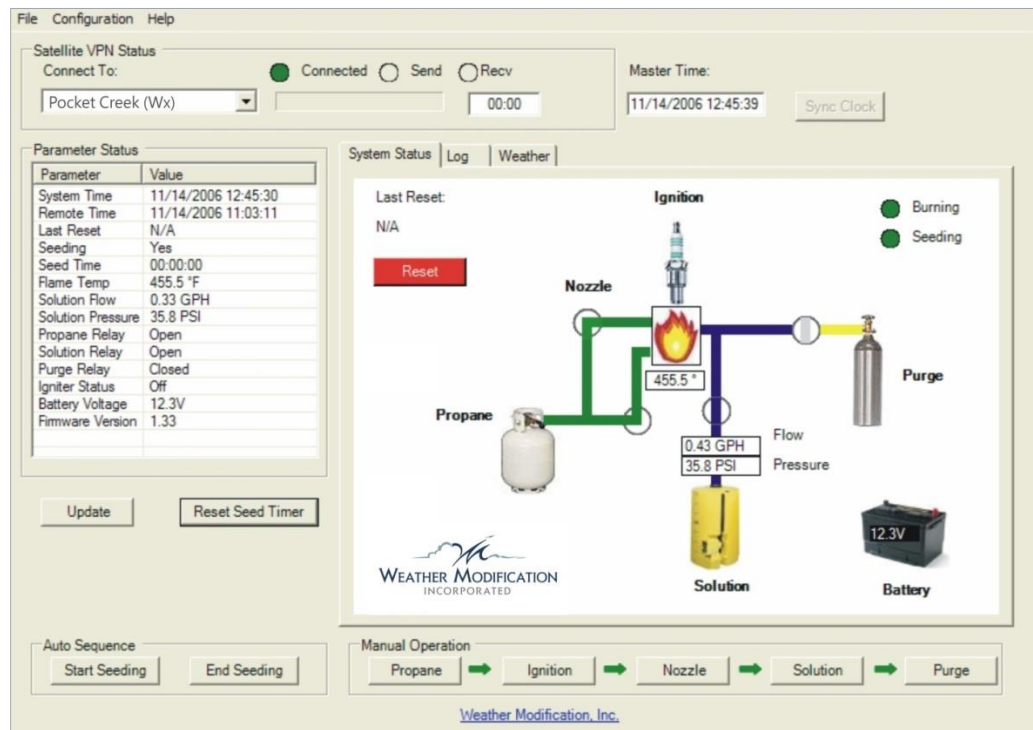 File Configuration Help
Satellite VPN Status
Connect To:
Connected Send Recv
Pocket Creek (Wx)
00:00
Master Time:
11/14/2006 12:45:39
Sync Clock
Parameter Status
Parameter Value
System Time 11/14/2006 12:45:30
Remote Time 11/14/2006 11:03:11
Last Reset N/A
Seeding Yes
Seed Time 00:00:00
Flame Temp 455.5 °F
Solution Flow 0.33 GPH
Solution Pressure 35.8 PSI
Propane Relay Open
Solution Relay Open
Purge Relay Closed
Igniter Status Off
Battery Voltage 12.3V
Firmware Version 1.33
Update Reset Seed Timer
System Status Log Weather
Last Reset:
N/A
Reset
Ignition
Burning
Seeding
Nozzle
455.5 °
Purge
Propane
0.43 GPH Flow
35.8 PSI Pressure
12.3V
WEATHER MODIFICATION
INCORPORATED
Solution
Battery
Auto Sequence
Start Seeding End Seeding
Manual Operation
Propane Ignition Nozzle Solution Purge
Weather Modification, Inc.